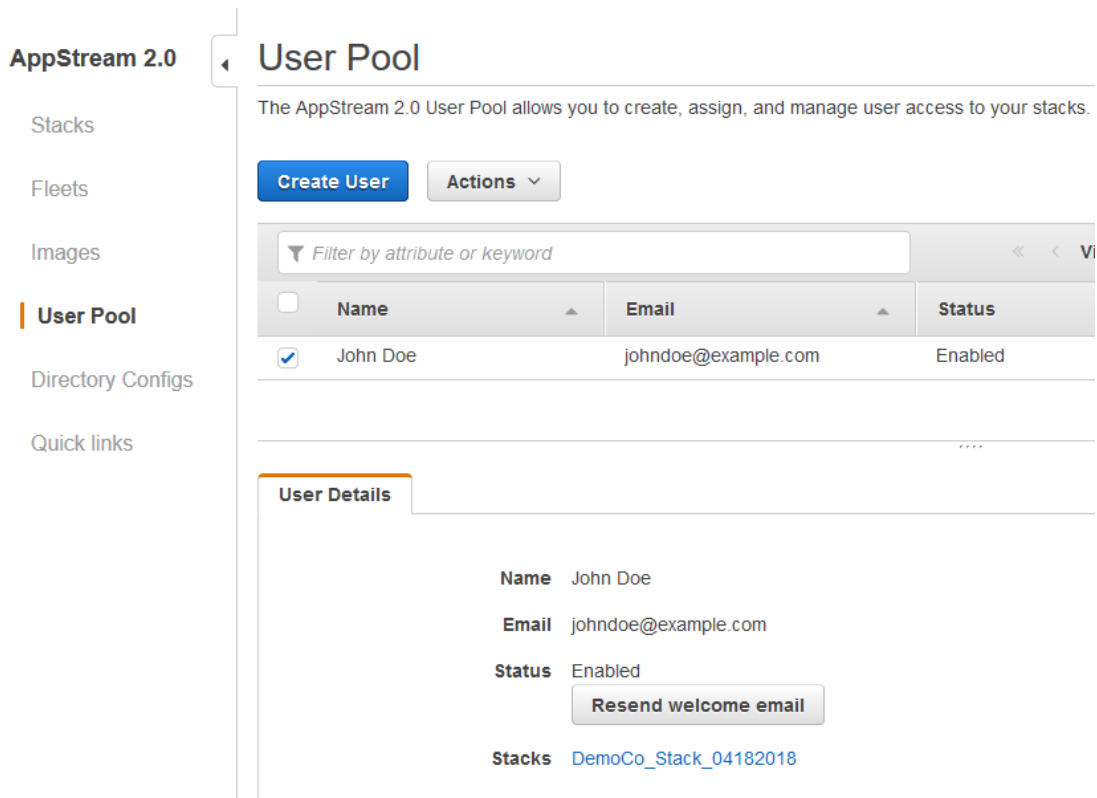 AppStream 2.0
Stacks
Fleets
Images
User Pool
Directory Configs
Quick links
User Pool
The AppStream 2.0 User Pool allows you to create, assign, and manage user access to your stacks.
Create User Actions
Filter by attribute or keyword
Name Email Status
John Doe johndoe@example.com Enabled
User Details
Name John Doe
Email johndoe@example.com
Status Enabled
Resend welcome email
Stacks DemoCo_Stack_04182018